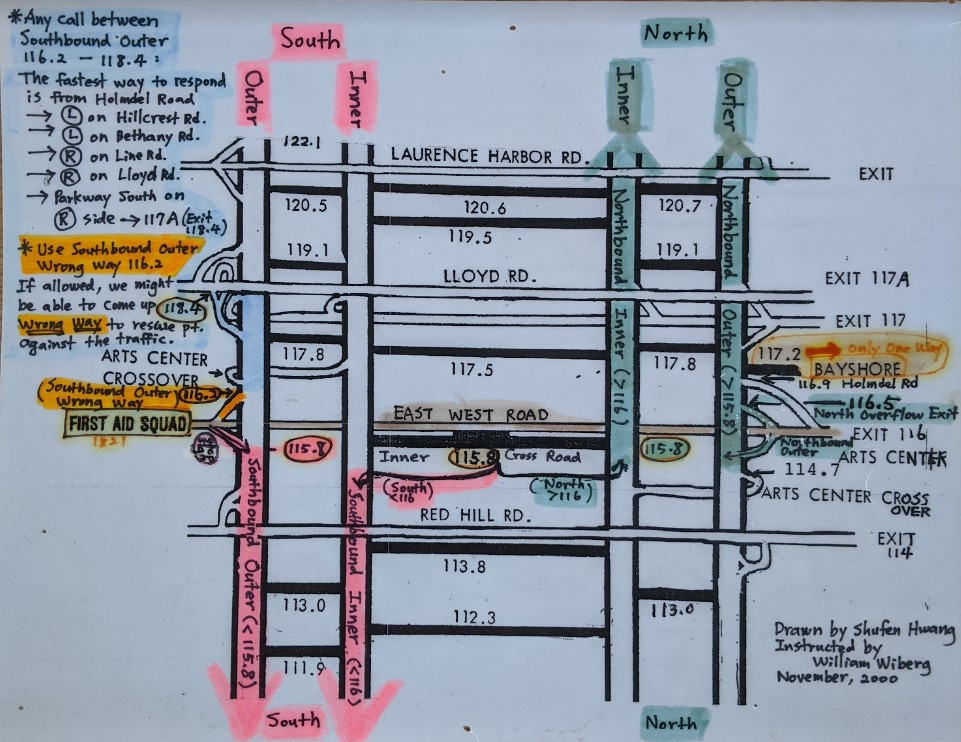 *Any call between
Southbound Outer
116.2 — 118.4 :
The fastest way to respond
is from Holmdel Road
→ Ⓛ on Hillcrest Rd.
→ Ⓛ on Bethany Rd.
→ Ⓡ on Line Rd.
→ Ⓡ on Lloyd Rd.
→ Parkway South on
Ⓡ side → 117A (Exit 118.4)
* Use Southbound Outer
Wrong Way 116.2
If allowed, we might
be able to come up
Wrong Way to rescue pt.
against the traffic.
118.4
South
North
Outer
Inner
Inner
Outer
122.1
LAURENCE HARBOR RD.
EXIT
120.5
120.6
120.7
119.5
119.1
119.1
LLOYD RD.
EXIT 117A
EXIT 117
ARTS CENTER
CROSSOVER
117.8
117.5
117.8
117.2 → Only One Way
BAYSHORE
116.9 Holmdel Rd
116.5
North Overflow Exit
(Southbound Outer 116.2
Wrong Way)
FIRST AID SQUAD
1821
EAST WEST ROAD
EXIT 116
ARTS CENTER
Northbound
Outer
115.8
Inner 115.8 Cross Road
115.8
(South)
<116
(North)
>116
114.7
ARTS CENTER CROSS
OVER
RED HILL RD.
EXIT
114
113.8
113.0
113.0
112.3
111.9
Southbound Outer (<115.8)
Southbound Inner (<116)
Northbound Inner (>116)
Northbound Outer (>115.8)
South
North
Drawn by Shufen Hwang
Instructed by
William Wiberg
November, 2000